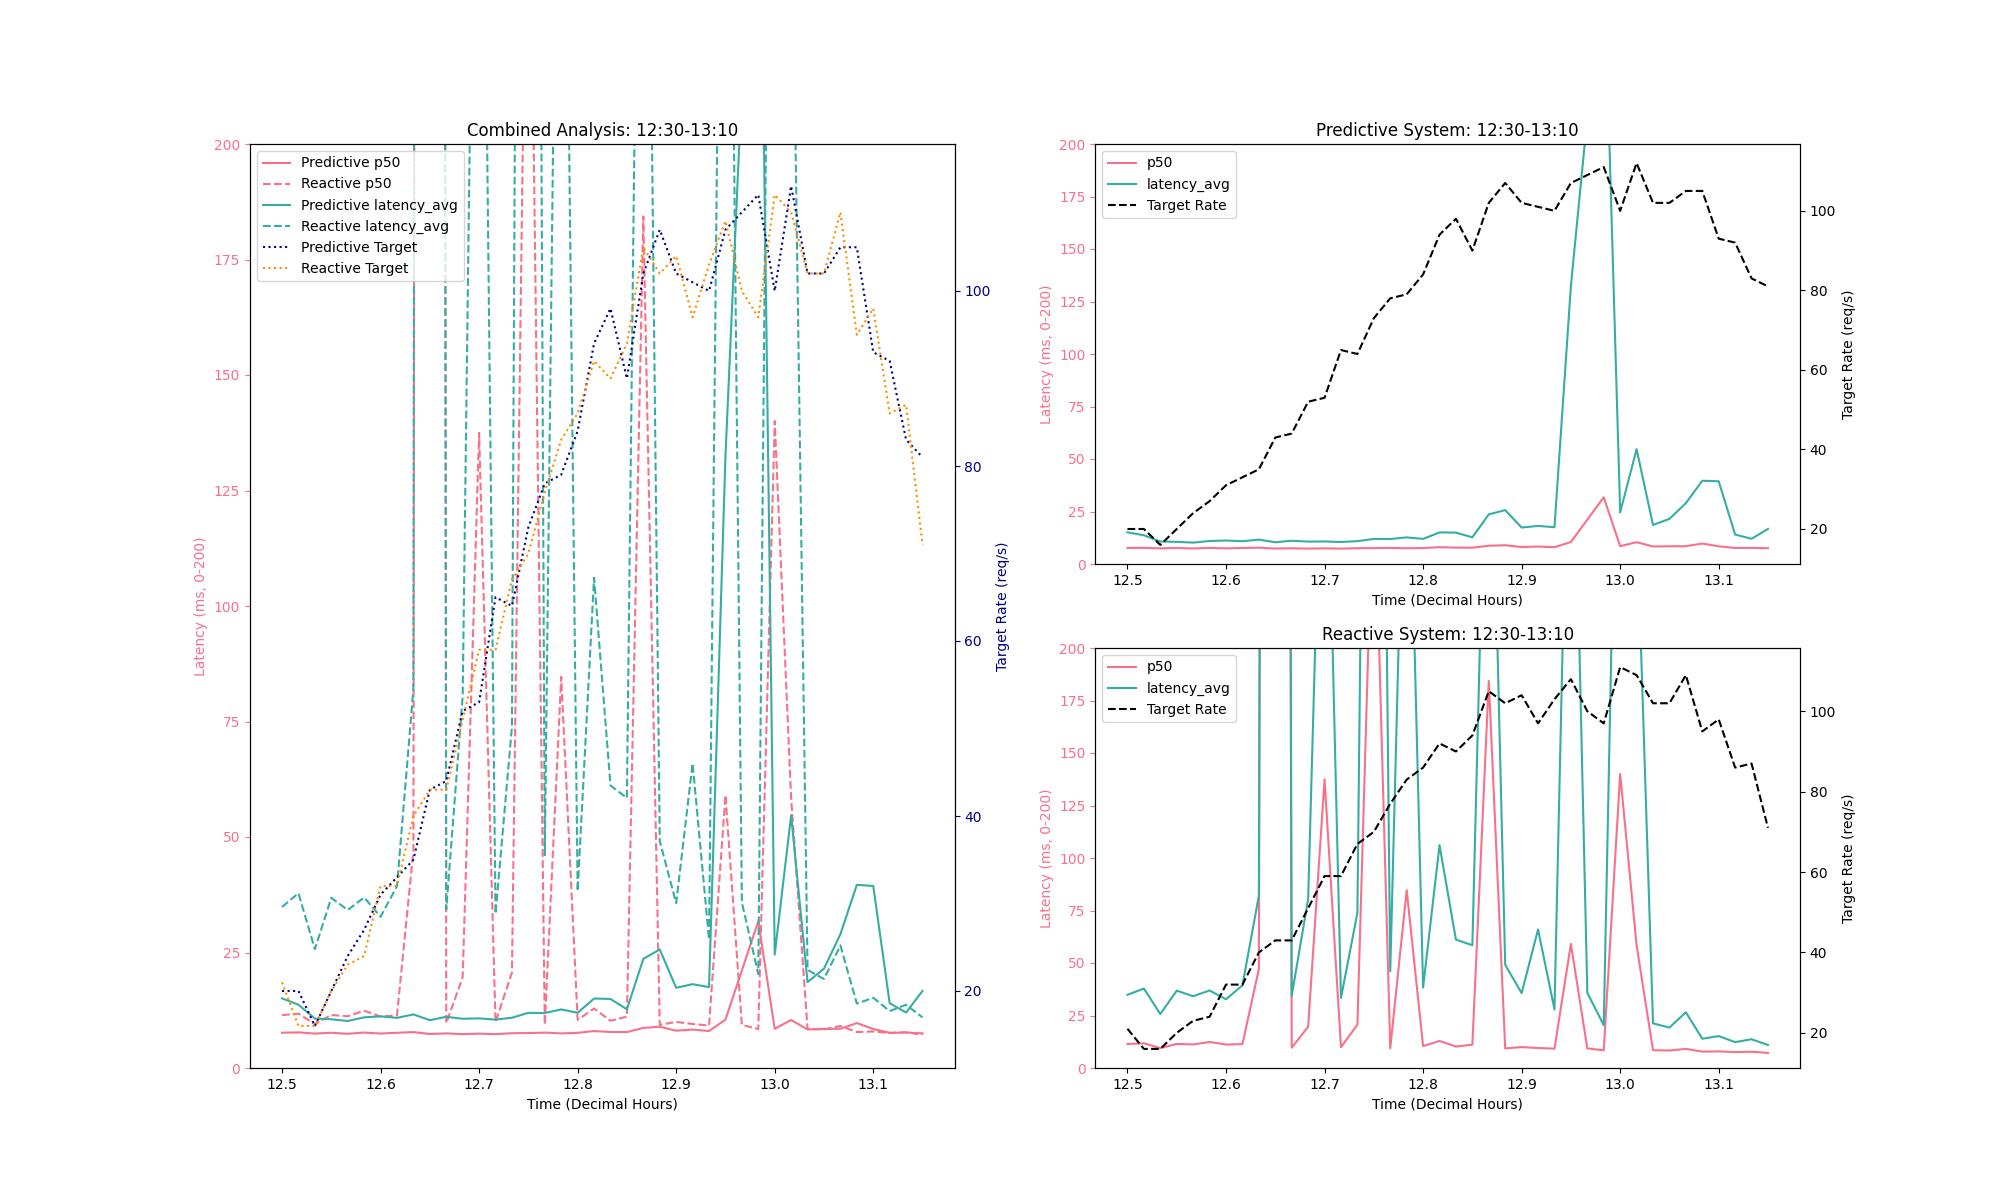 Combined Analysis: 12:30-13:10
Predictive p50
Reactive p50
Predictive latency_avg
Reactive latency_avg
Predictive Target
Reactive Target
Latency (ms, 0-200)
200
175
150
125
100
75
50
25
0
100
80
60
40
20
Target Rate (req/s)
12.5 12.6 12.7 12.8 12.9 13.0 13.1
Time (Decimal Hours)
Predictive System: 12:30-13:10
p50
latency_avg
Target Rate
Latency (ms, 0-200)
200
175
150
125
100
75
50
25
0
100
80
60
40
20
Target Rate (req/s)
12.5 12.6 12.7 12.8 12.9 13.0 13.1
Time (Decimal Hours)
Reactive System: 12:30-13:10
p50
latency_avg
Target Rate
Latency (ms, 0-200)
200
175
150
125
100
75
50
25
0
100
80
60
40
20
Target Rate (req/s)
12.5 12.6 12.7 12.8 12.9 13.0 13.1
Time (Decimal Hours)